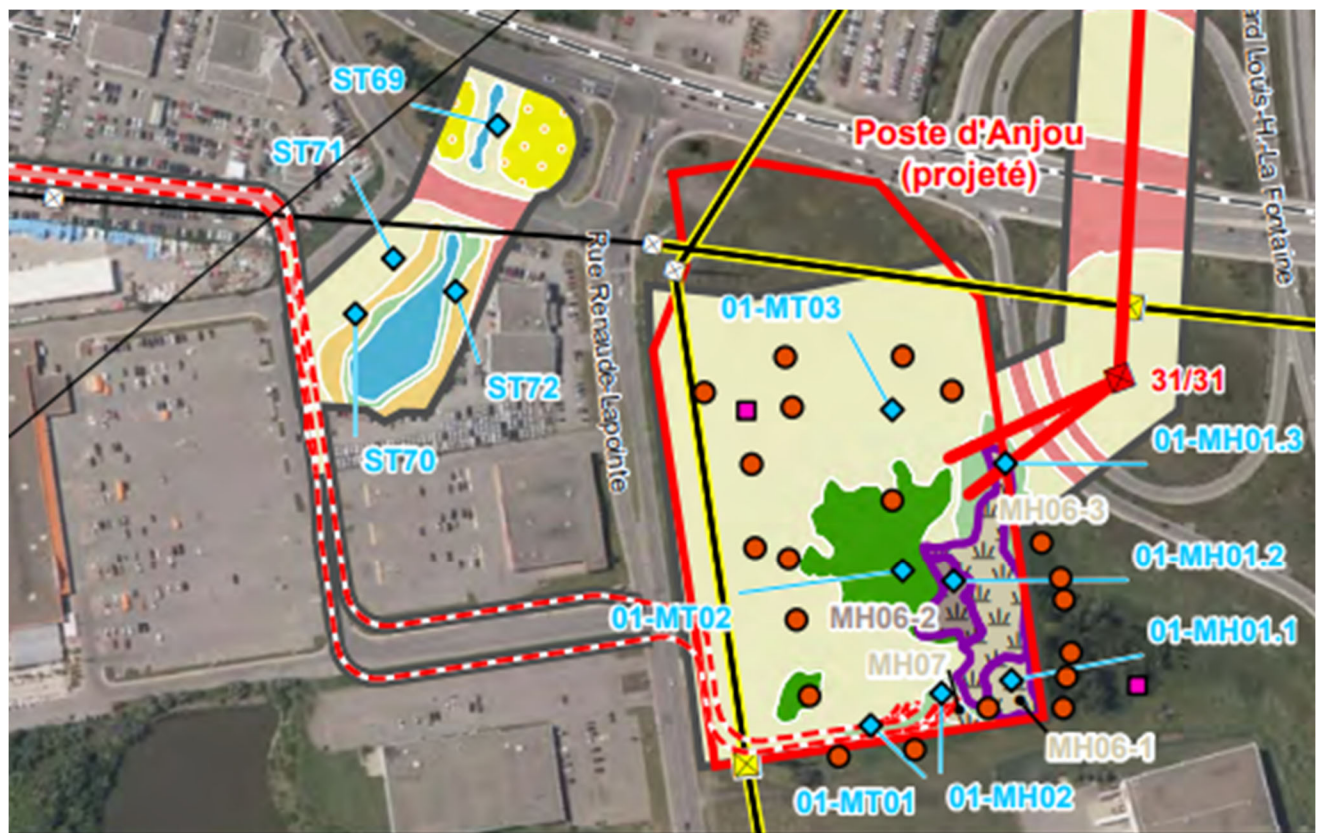 ST69
ST71
Poste d'Anjou
(projeté)
ard Louis-H.-La Fontaine
Rue Renaude-Lapointe
01-MT03
31/31
ST72
ST70
01-MH01.3
MH06-3
01-MH01.2
01-MT02
MH06-2
01-MH01.1
MH07
MH06-1
01-MT01
01-MH02